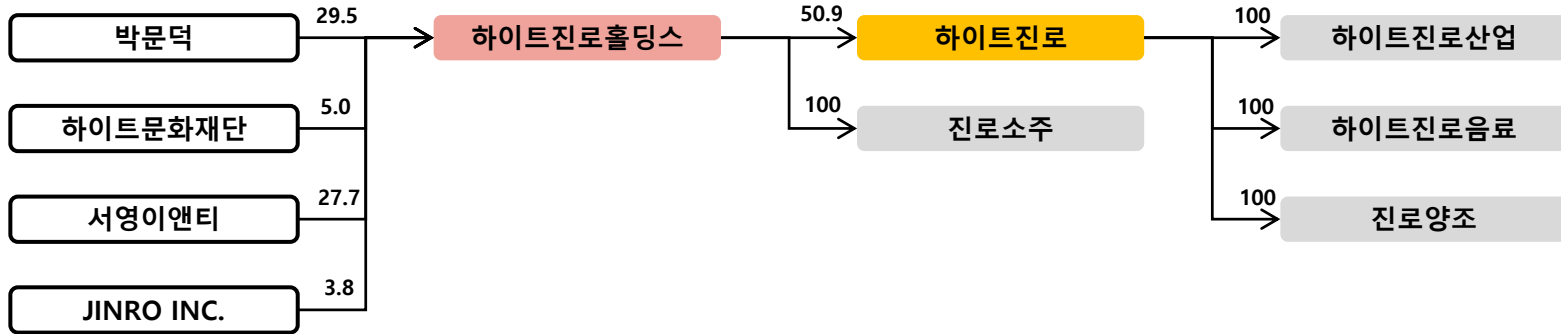 29.5
박문덕
하이트진로홀딩스
50.9
하이트진로
100
하이트진로산업
5.0
하이트문화재단
100
진로소주
100
하이트진로음료
27.7
서영이앤티
100
진로양조
3.8
JINRO INC.